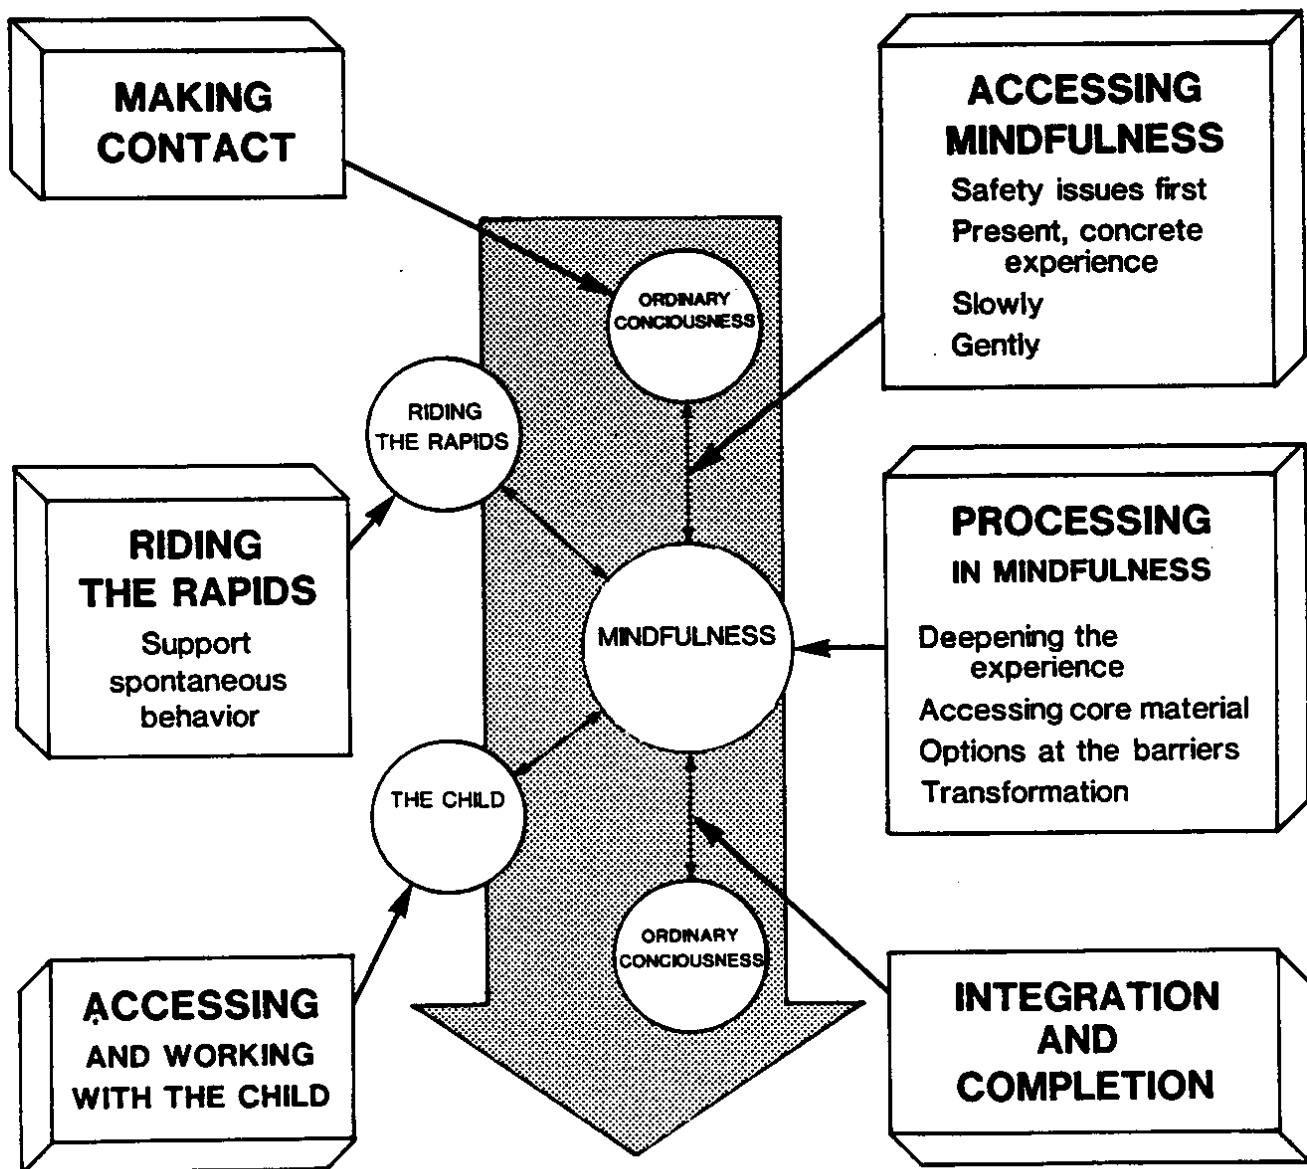 MAKING
CONTACT
ACCESSING
MINDFULNESS
Safety issues first
Present, concrete
experience
Slowly
Gently
ORDINARY
CONCIOUSNESS
RIDING
THE RAPIDS
RIDING
THE RAPIDS
Support
spontaneous
behavior
MINDFULNESS
PROCESSING
IN MINDFULNESS
Deepening the
experience
Accessing core material
Options at the barriers
Transformation
THE CHILD
ORDINARY
CONCIOUSNESS
ACCESSING
AND WORKING
WITH THE CHILD
INTEGRATION
AND
COMPLETION